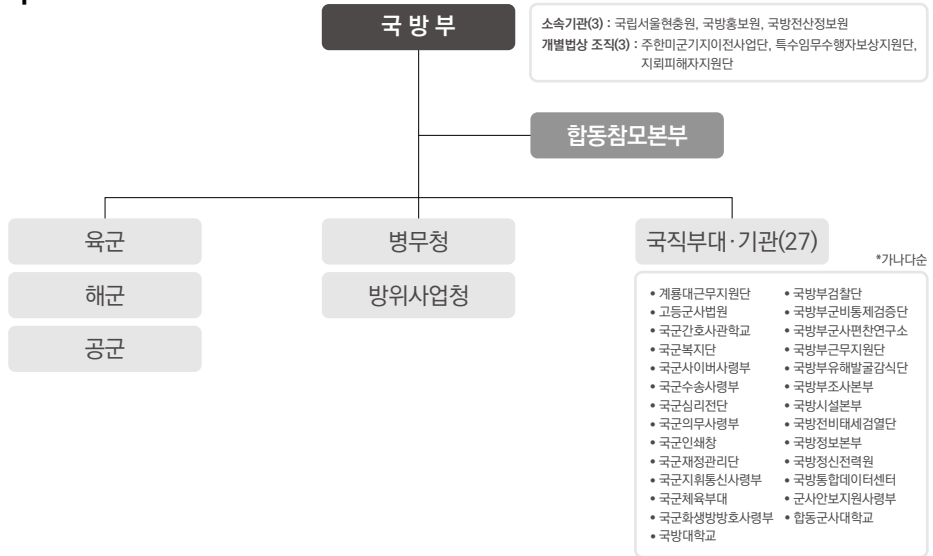 국방부
소속기관(3) : 국립서울현충원, 국방홍보원, 국방전산정보원
개별법상 조직(3) : 주한미군기지이전사업단, 특수임무수행자보상지원단,
지뢰피해자지원단
합동참모본부
육군
해군
공군
병무청
방위사업청
국직부대·기관(27)
*가나다순
• 계룡대근무지원단
• 고등군사법원
• 국군간호사관학교
• 국군복지단
• 국군사이버사령부
• 국군수송사령부
• 국군심리전단
• 국군의무사령부
• 국군인쇄창
• 국군재정관리단
• 국군지휘통신사령부
• 국군체육부대
• 국군화생방방호사령부
• 국방대학교
• 국방부검찰단
• 국방부군비통제검증단
• 국방부군사편찬연구소
• 국방부근무지원단
• 국방부유해발굴감식단
• 국방부조사본부
• 국방시설본부
• 국방전비태세검열단
• 국방정보본부
• 국방정신전력원
• 국방통합데이터센터
• 군사안보지원사령부
• 합동군사대학교